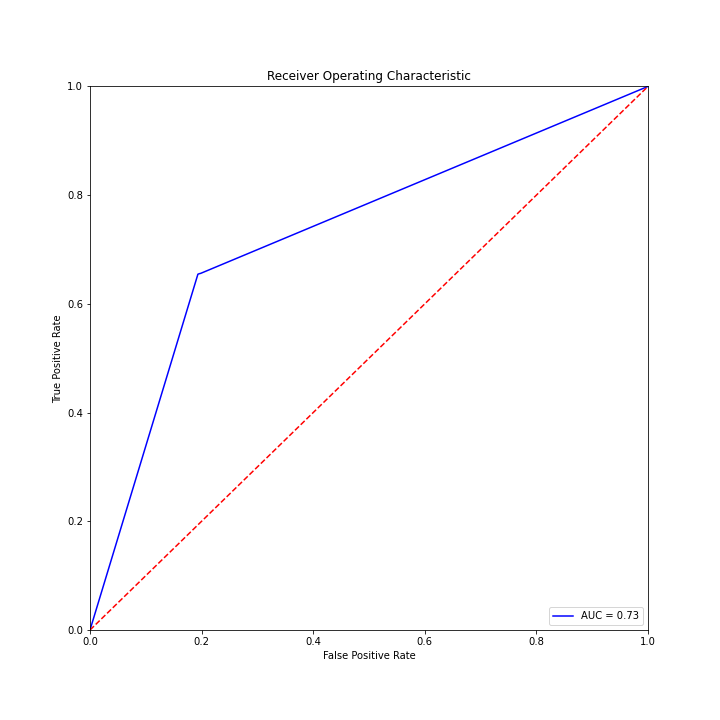 Receiver Operating Characteristic
1.0
0.8
0.6
0.4
0.2
0.0
True Positive Rate
AUC = 0.73
0.0 0.2 0.4 0.6 0.8 1.0
False Positive Rate